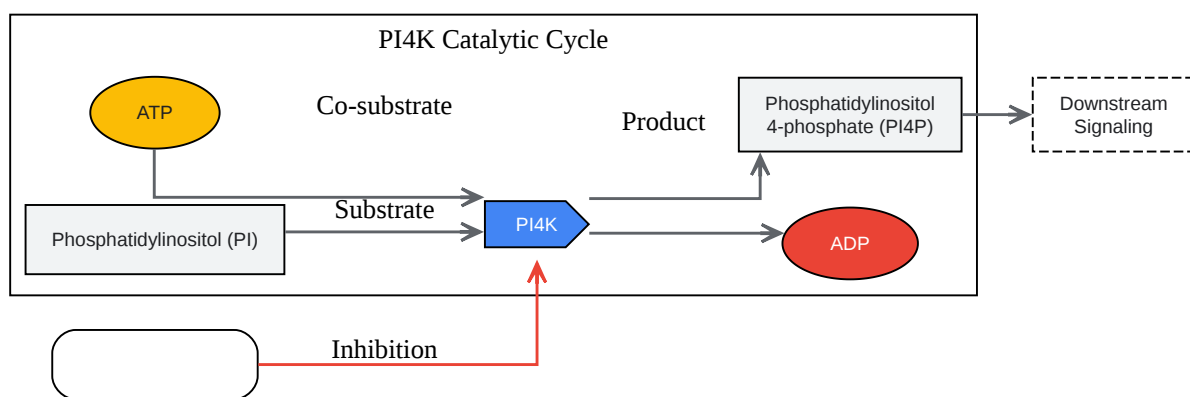 PI4K Catalytic Cycle
ATP
Co-substrate
Product
Phosphatidylinositol
4-phosphate (PI4P)
Downstream
Signaling
Phosphatidylinositol (PI)
Substrate
PI4K
ADP
Inhibition